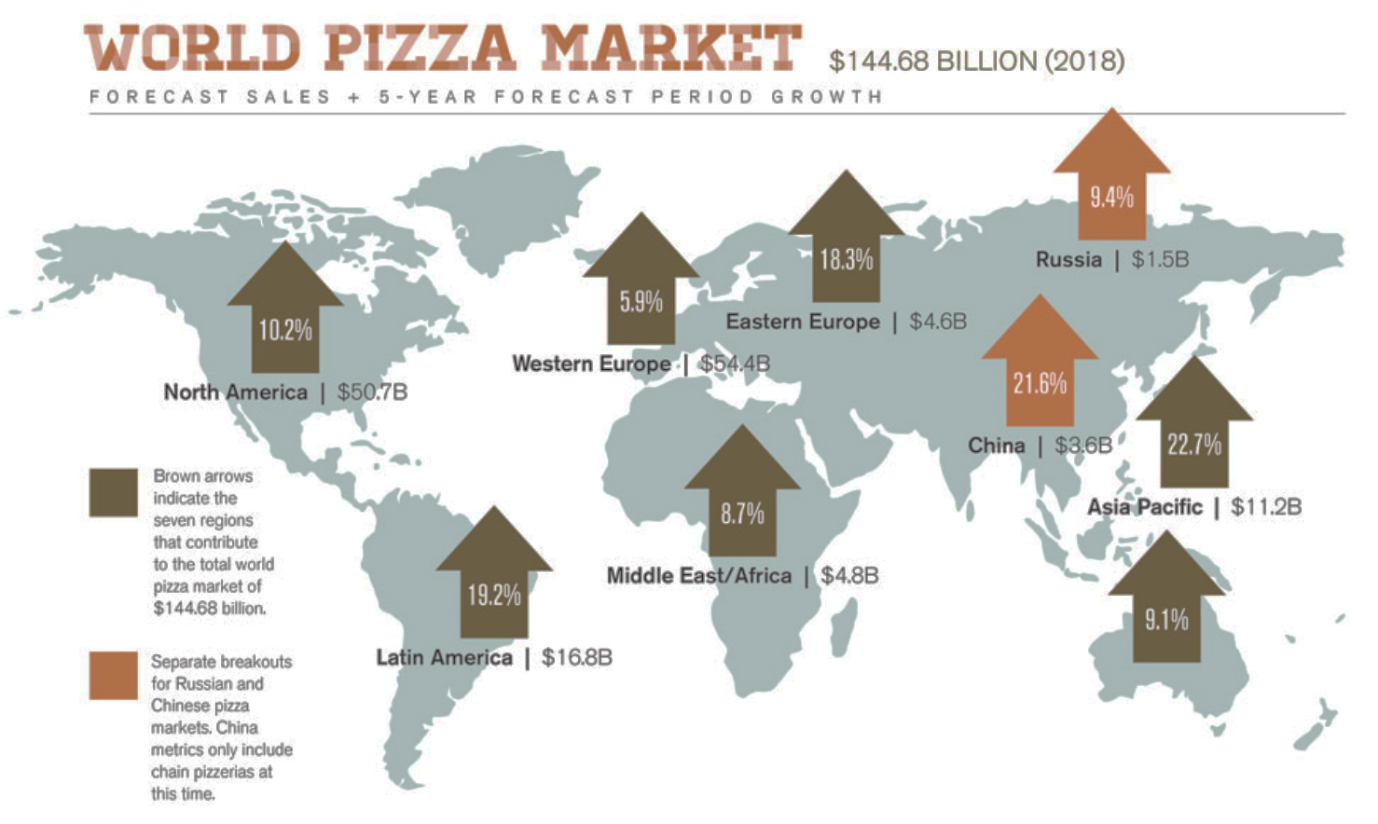 WORLD PIZZA MARKET $144.68 BILLION (2018)
FORECAST SALES + 5-YEAR FORECAST PERIOD GROWTH
9.4%
Russia | $1.5B
18.3%
Eastern Europe | $4.6B
5.9%
Western Europe | $54.4B
10.2%
North America | $50.7B
21.6%
China | $3.6B
22.7%
Asia Pacific | $11.2B
8.7%
Middle East/Africa | $4.8B
19.2%
Latin America | $16.8B
9.1%
Brown arrows
indicate the
seven regions
that contribute
to the total world
pizza market of
$144.68 billion.
Separate breakouts
for Russian and
Chinese pizza
markets. China
metrics only include
chain pizzerias at
this time.